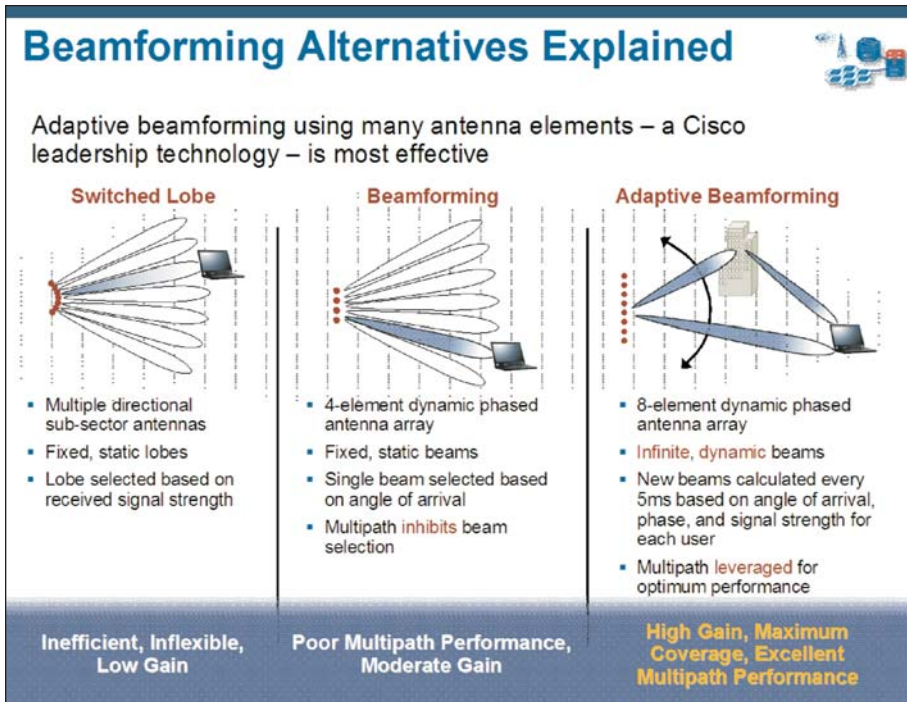 Beamforming Alternatives Explained
Adaptive beamforming using many antenna elements – a Cisco
leadership technology – is most effective
Switched Lobe
▪ Multiple directional
sub-sector antennas
▪ Fixed, static lobes
▪ Lobe selected based on
received signal strength
Inefficient, Inflexible,
Low Gain
Beamforming
▪ 4-element dynamic phased
antenna array
▪ Fixed, static beams
▪ Single beam selected based
on angle of arrival
▪ Multipath inhibits beam
selection
Poor Multipath Performance,
Moderate Gain
Adaptive Beamforming
▪ 8-element dynamic phased
antenna array
▪ Infinite, dynamic beams
▪ New beams calculated every
5ms based on angle of arrival,
phase, and signal strength for
each user
▪ Multipath leveraged for
optimum performance
High Gain, Maximum
Coverage, Excellent
Multipath Performance